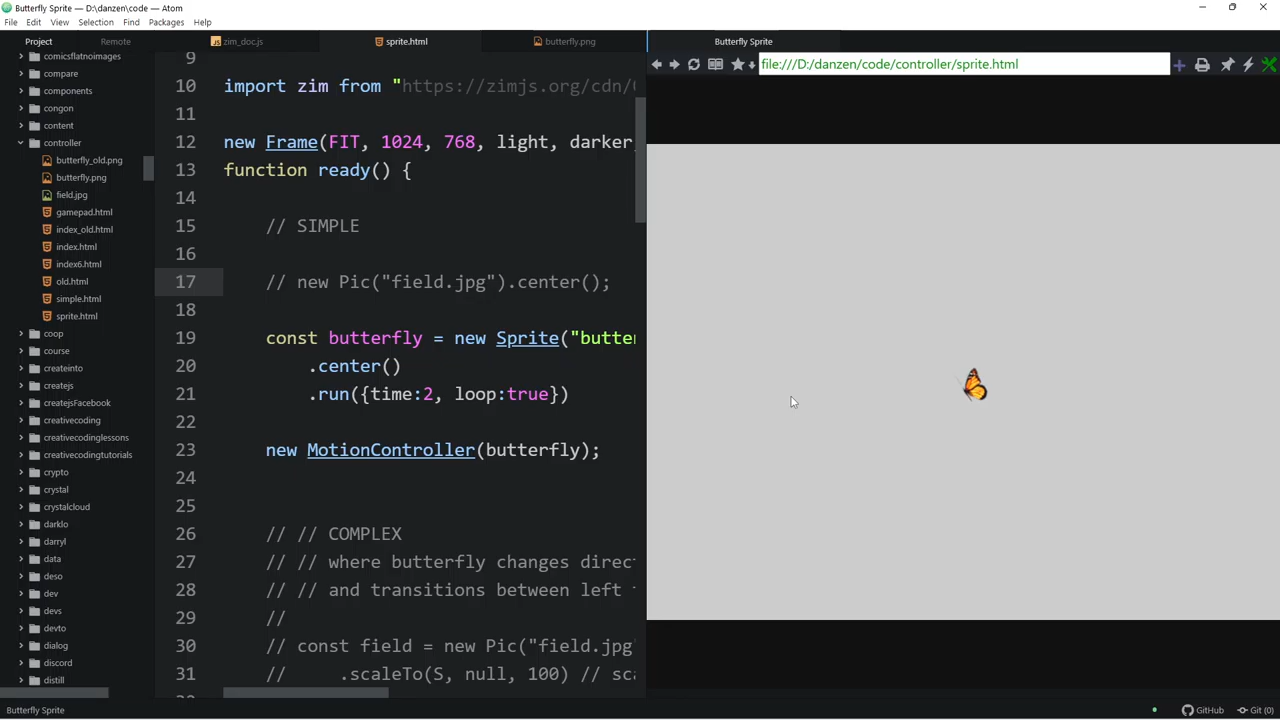 Butterfly Sprite — D:\danzen\code — Atom
File Edit View Selection Find Packages Help
Project Remote
zim_doc.js sprite.html butterfly.png
Butterfly Sprite
file:///D:/danzen/code/controller/sprite.html
comicsflatnoimages
compare
components
congon
content
controller
butterfly_old.png
butterfly.png
field.jpg
gamepad.html
index_old.html
index.html
index6.html
old.html
simple.html
sprite.html
coop
course
createinto
createjs
createjsFacebook
creativecoding
creativecodinglessons
creativecodingtutorials
crypto
crystal
crystalcloud
darklo
darryl
data
deso
dev
devs
devto
dialog
discord
distill
9
10 import zim from "https://zimjs.org/cdn/
11
12 new Frame(FIT, 1024, 768, light, darker
13 function ready() {
14
15 // SIMPLE
16
17 // new Pic("field.jpg").center();
18
19 const butterfly = new Sprite("butter
20 .center()
21 .run({time:2, loop:true})
22
23 new MotionController(butterfly);
24
25
26 // // COMPLEX
27 // // where butterfly changes direc
28 // // and transitions between left
29 //
30 // const field = new Pic("field.jpg
31 // .scaleTo(S, null, 100) // sca
Butterfly Sprite
GitHub Git (0)